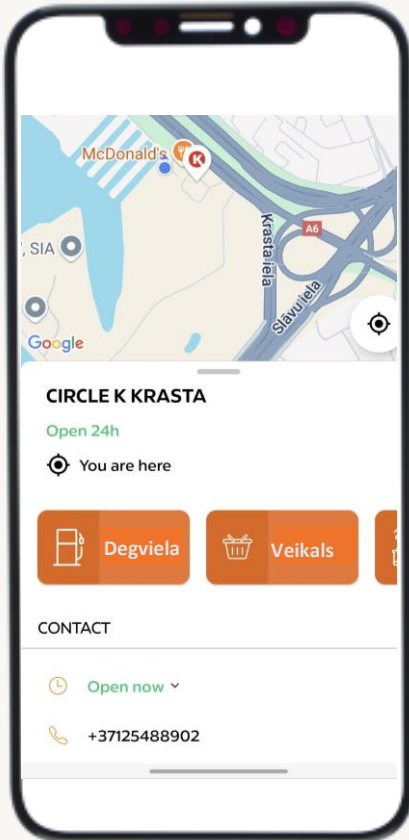 McDonald's
K
, SIA
A6
Krasta iela
Slāvu iela
Google
CIRCLE K KRASTA
Open 24h
You are here
Degviela
Veikals
CONTACT
Open now
+37125488902